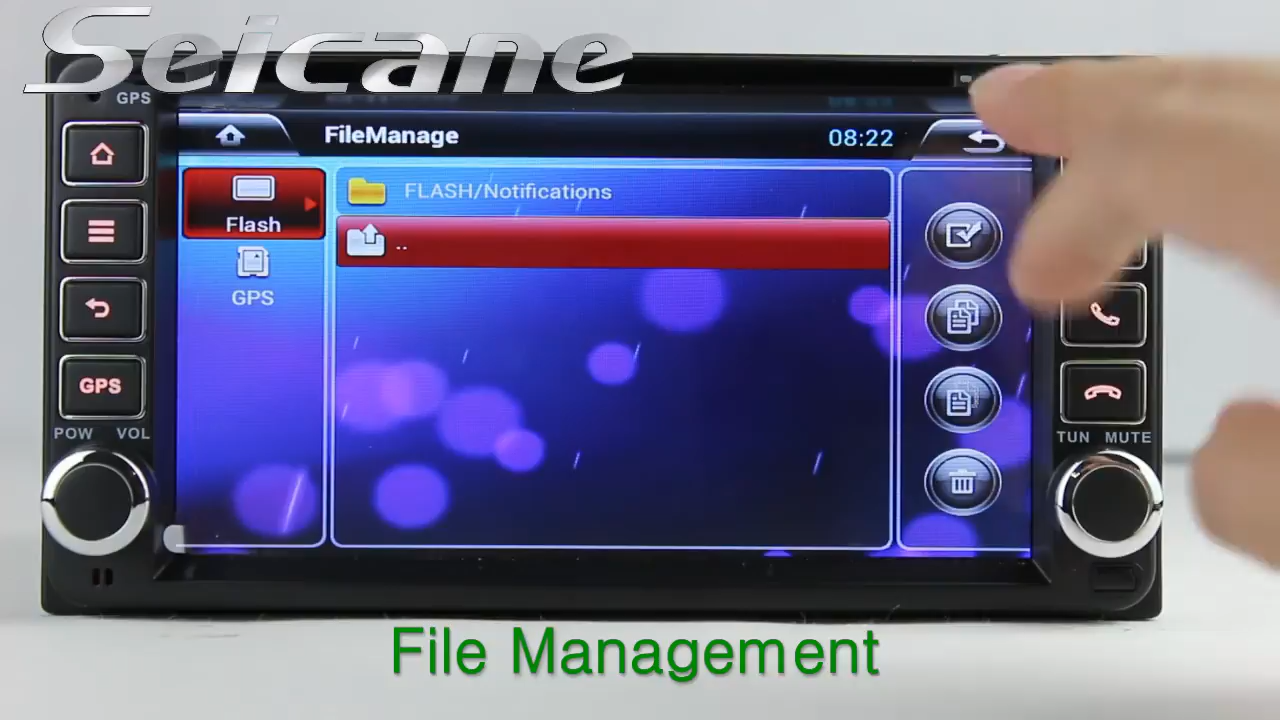 Seicane
GPS
FileManage
08:22
Flash
FLASH/Notifications
..
GPS
GPS
POW VOL
TUN MUTE
File Management